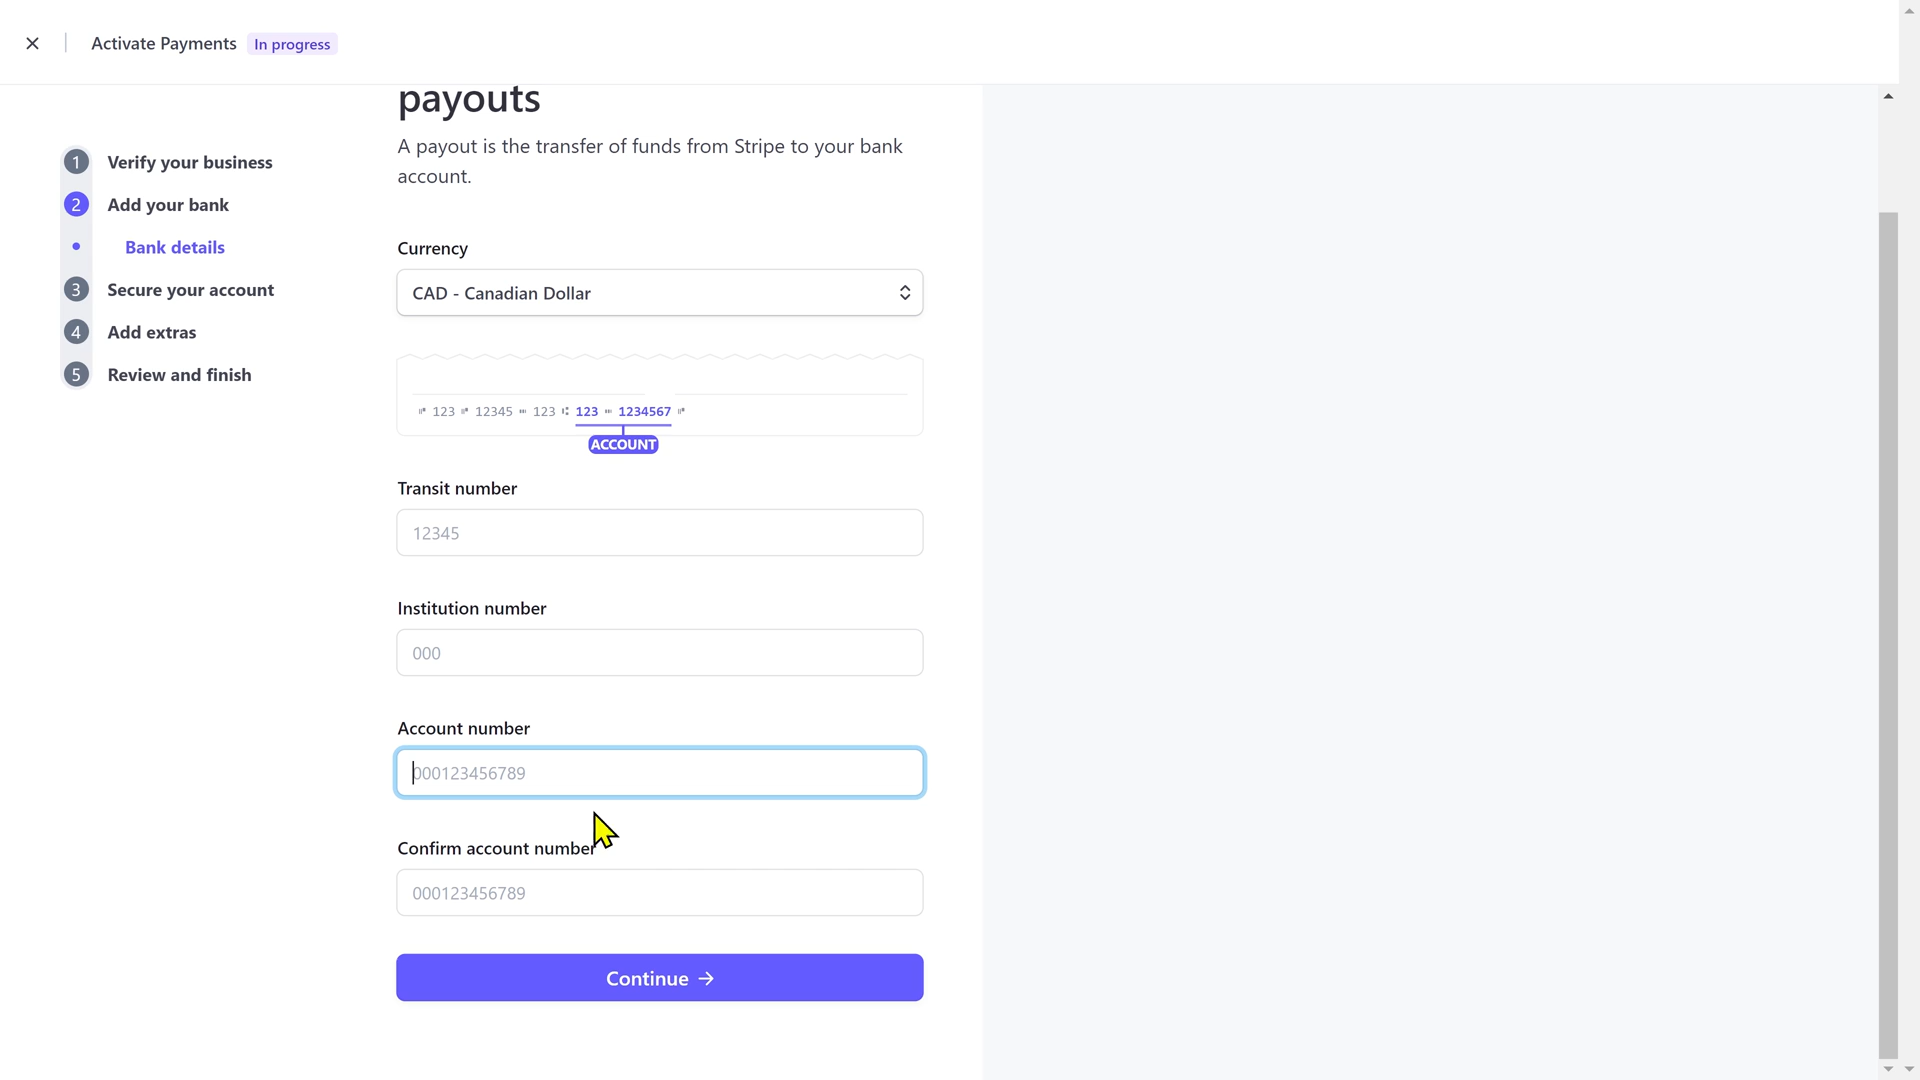 Activate Payments In progress
payouts
A payout is the transfer of funds from Stripe to your bank
account.
1 Verify your business
2 Add your bank
Bank details
3 Secure your account
4 Add extras
5 Review and finish
Currency
CAD - Canadian Dollar
⑈ 123 ⑈ 12345 ⑉ 123 ⑆ 123 ⑉ 1234567 ⑈
ACCOUNT
Transit number
12345
Institution number
000
Account number
000123456789
Confirm account number
000123456789
Continue →